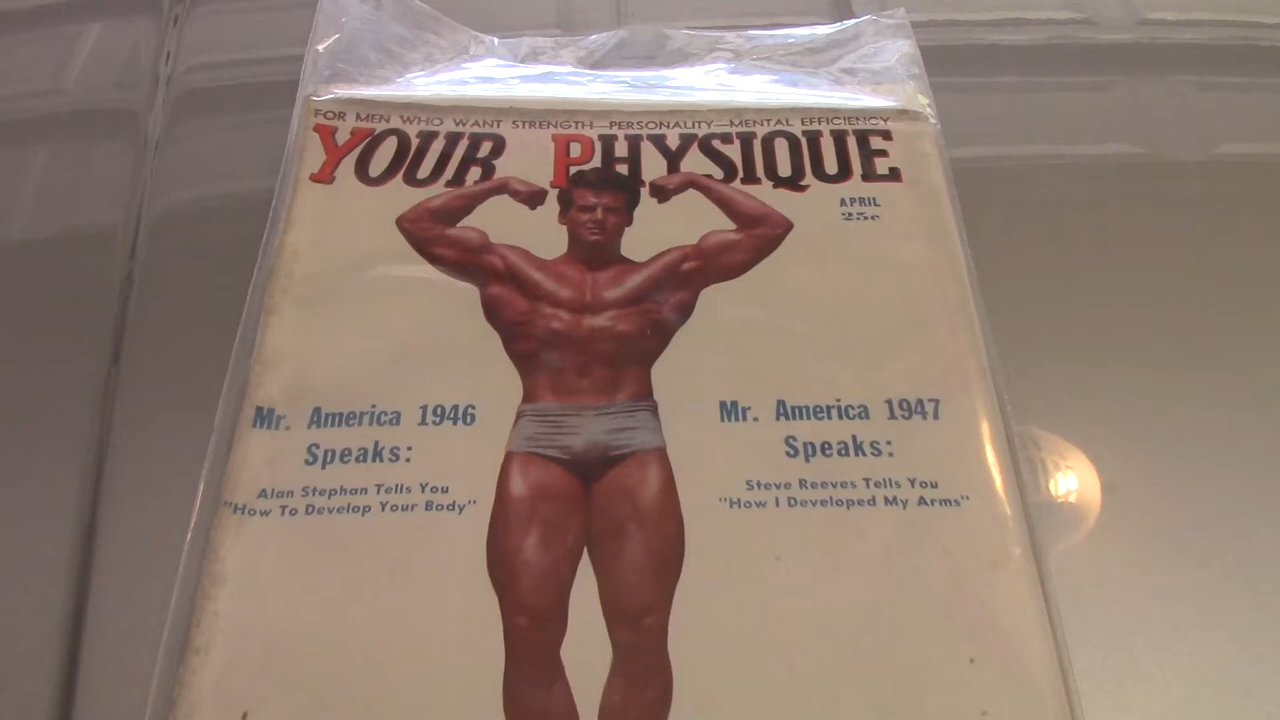 FOR MEN WHO WANT STRENGTH—PERSONALITY—MENTAL EFFICIENCY
YOUR PHYSIQUE
APRIL
25c
Mr. America 1946
Speaks:
Alan Stephan Tells You
"How To Develop Your Body"
Mr. America 1947
Speaks:
Steve Reeves Tells You
"How I Developed My Arms"